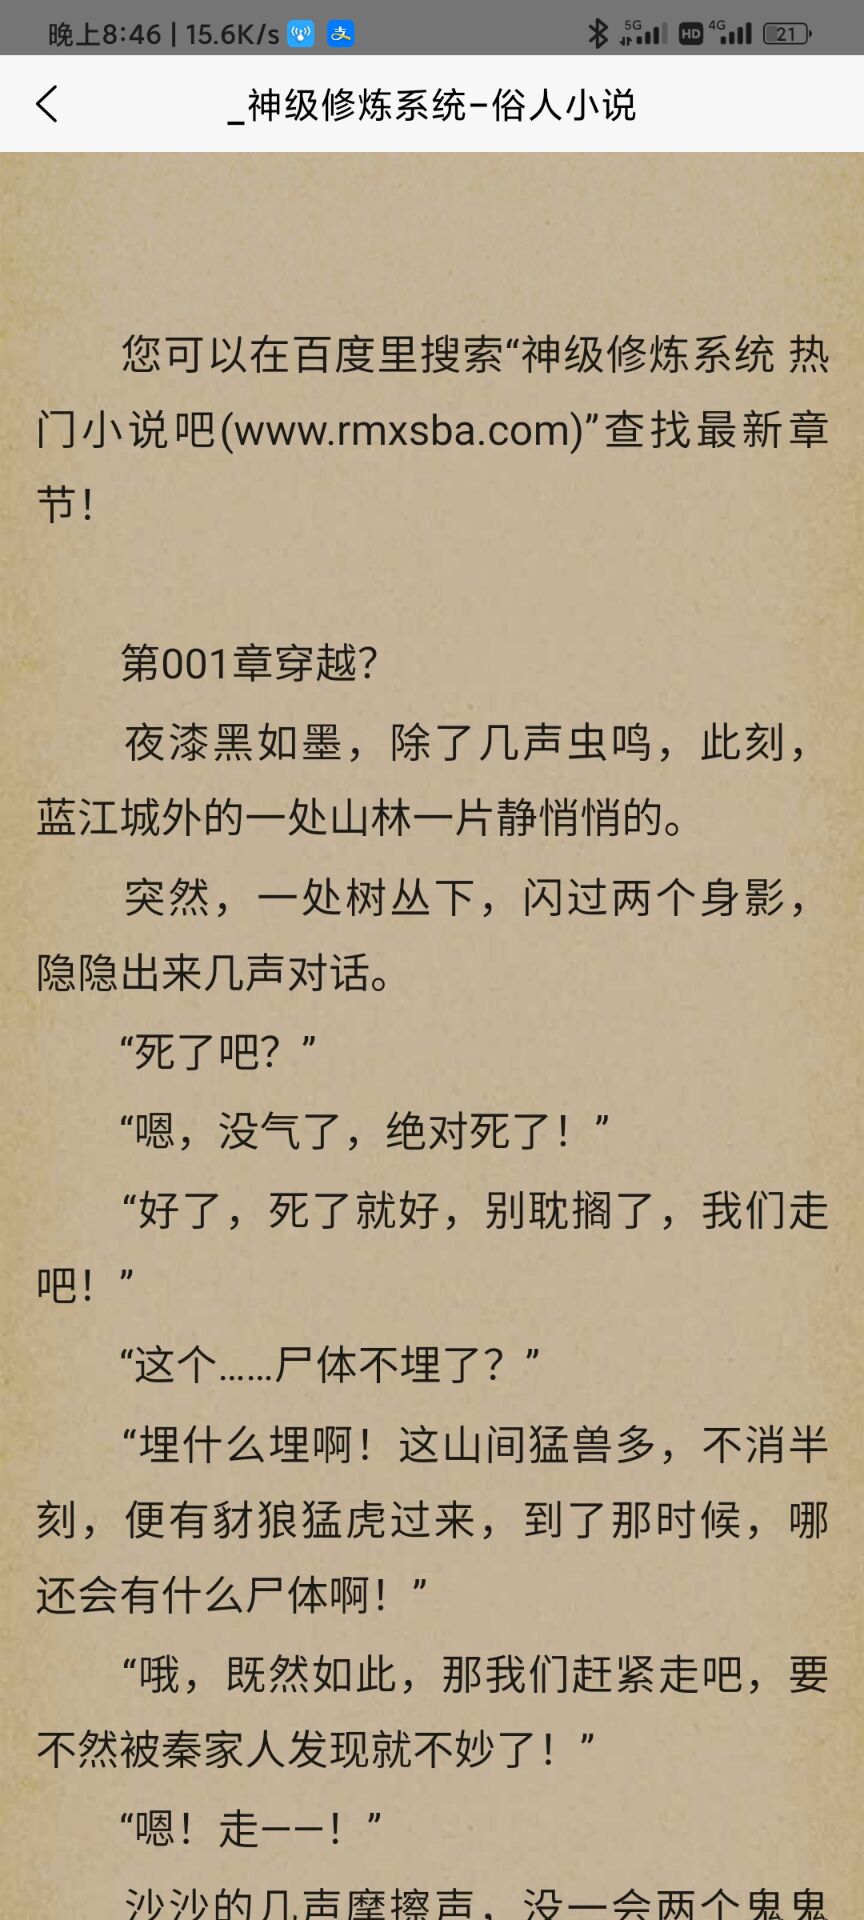 晚上8:46 | 15.6K/s
5G HD 4G 21
_神级修炼系统-俗人小说
您可以在百度里搜索“神级修炼系统 热
门小说吧(www.rmxsba.com)”查找最新章
节！
第001章穿越？
夜漆黑如墨，除了几声虫鸣，此刻，
蓝江城外的一处山林一片静悄悄的。
突然，一处树丛下，闪过两个身影，
隐隐出来几声对话。
“死了吧？”
“嗯，没气了，绝对死了！”
“好了，死了就好，别耽搁了，我们走
吧！”
“这个……尸体不埋了？”
“埋什么埋啊！这山间猛兽多，不消半
刻，便有豺狼猛虎过来，到了那时候，哪
还会有什么尸体啊！”
“哦，既然如此，那我们赶紧走吧，要
不然被秦家人发现就不妙了！”
“嗯！走——！”
沙沙的几声摩擦声，没一会两个鬼鬼